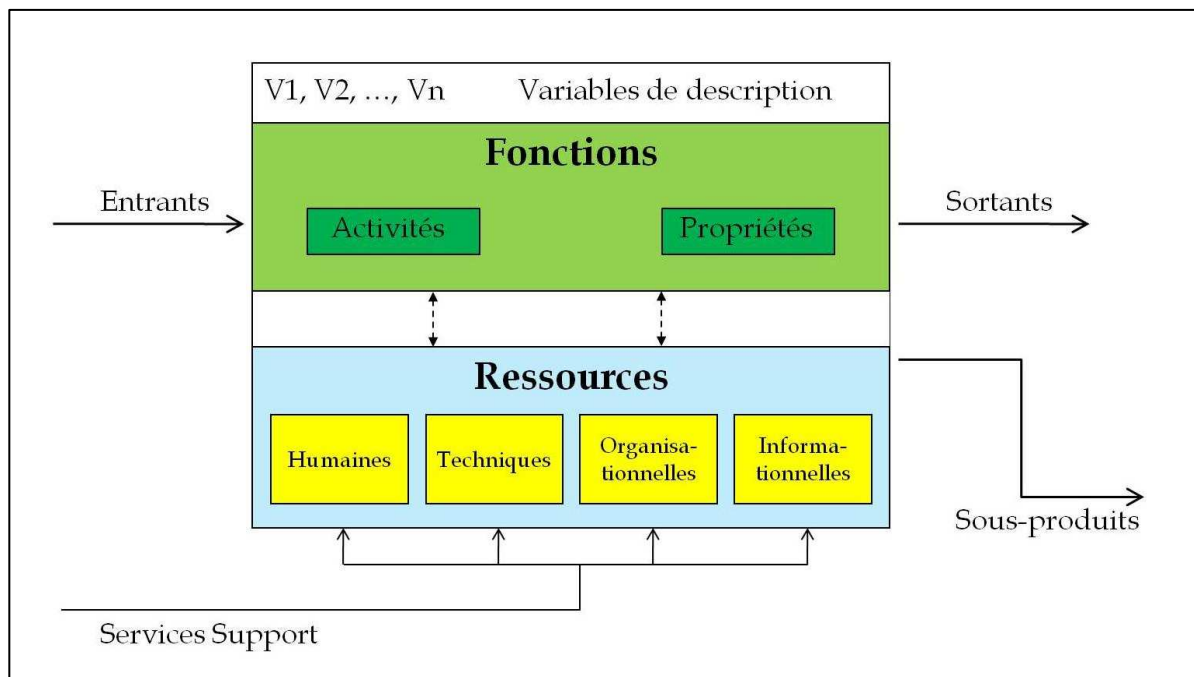 V1, V2, ..., Vn Variables de description
Fonctions
Entrants
Activités
Propriétés
Sortants
Ressources
Humaines
Techniques
Organisa-
tionnelles
Informa-
tionnelles
Sous-produits
Services Support